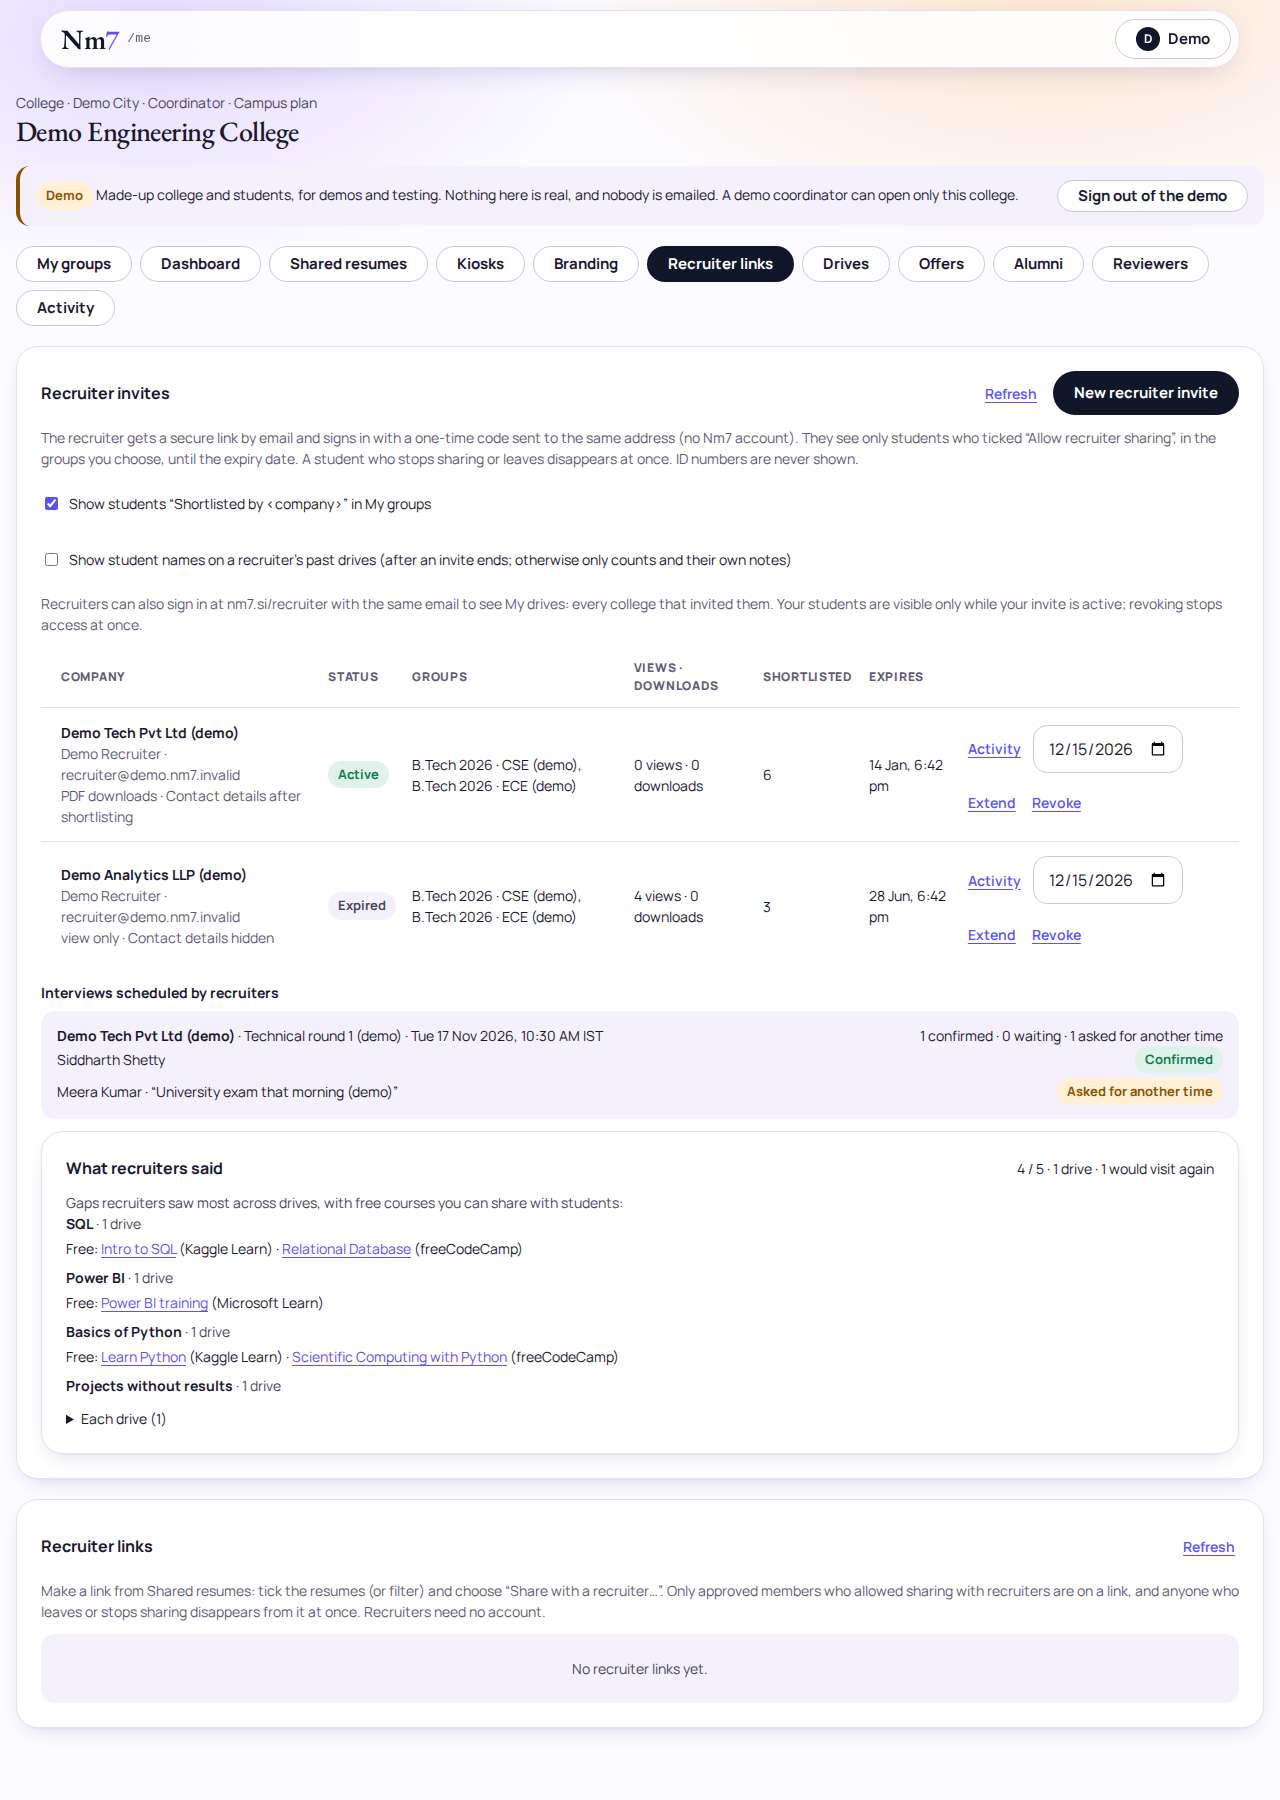 Nm7 /me
D Demo
College · Demo City · Coordinator · Campus plan
Demo Engineering College
Demo Made-up college and students, for demos and testing. Nothing here is real, and nobody is emailed. A demo coordinator can open only this college. Sign out of the demo
My groups Dashboard Shared resumes Kiosks Branding Recruiter links Drives Offers Alumni Reviewers
Activity
Recruiter invites
Refresh New recruiter invite
The recruiter gets a secure link by email and signs in with a one-time code sent to the same address (no Nm7 account). They see only students who ticked “Allow recruiter sharing”, in the
groups you choose, until the expiry date. A student who stops sharing or leaves disappears at once. ID numbers are never shown.
Show students “Shortlisted by <company>” in My groups
Show student names on a recruiter’s past drives (after an invite ends; otherwise only counts and their own notes)
Recruiters can also sign in at nm7.si/recruiter with the same email to see My drives: every college that invited them. Your students are visible only while your invite is active; revoking stops
access at once.
COMPANY STATUS GROUPS VIEWS · DOWNLOADS SHORTLISTED EXPIRES
Demo Tech Pvt Ltd (demo)
Demo Recruiter ·
recruiter@demo.nm7.invalid
PDF downloads · Contact details after
shortlisting
Active
B.Tech 2026 · CSE (demo),
B.Tech 2026 · ECE (demo)
0 views · 0
downloads
6
14 Jan, 6:42
pm
Activity 12/15/2026
Extend Revoke
Demo Analytics LLP (demo)
Demo Recruiter ·
recruiter@demo.nm7.invalid
view only · Contact details hidden
Expired
B.Tech 2026 · CSE (demo),
B.Tech 2026 · ECE (demo)
4 views · 0
downloads
3
28 Jun, 6:42
pm
Activity 12/15/2026
Extend Revoke
Interviews scheduled by recruiters
Demo Tech Pvt Ltd (demo) · Technical round 1 (demo) · Tue 17 Nov 2026, 10:30 AM IST 1 confirmed · 0 waiting · 1 asked for another time
Siddharth Shetty Confirmed
Meera Kumar · “University exam that morning (demo)” Asked for another time
What recruiters said 4 / 5 · 1 drive · 1 would visit again
Gaps recruiters saw most across drives, with free courses you can share with students:
SQL · 1 drive
Free: Intro to SQL (Kaggle Learn) · Relational Database (freeCodeCamp)
Power BI · 1 drive
Free: Power BI training (Microsoft Learn)
Basics of Python · 1 drive
Free: Learn Python (Kaggle Learn) · Scientific Computing with Python (freeCodeCamp)
Projects without results · 1 drive
Each drive (1)
Recruiter links Refresh
Make a link from Shared resumes: tick the resumes (or filter) and choose “Share with a recruiter…”. Only approved members who allowed sharing with recruiters are on a link, and anyone who
leaves or stops sharing disappears from it at once. Recruiters need no account.
No recruiter links yet.